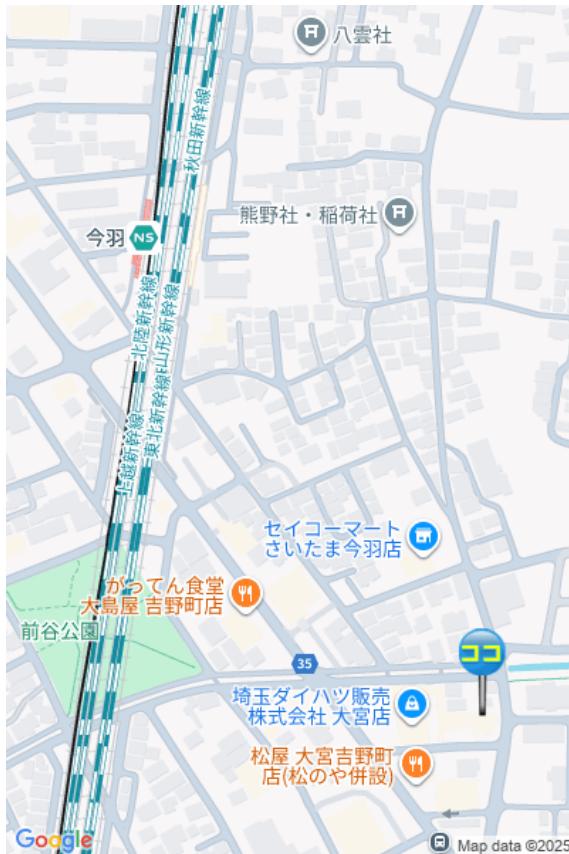 八雲社
秋田新幹線
熊野社・稲荷社
今羽
NS
北陸新幹線
山形新幹線
上越新幹線
東北新幹線
セイコーマート
さいたま今羽店
がってん食堂
大島屋 吉野町店
前谷公園
35
ココ
埼玉ダイハツ販売
株式会社 大宮店
松屋 大宮吉野町
店(松のや併設)
Google
Map data ©2025